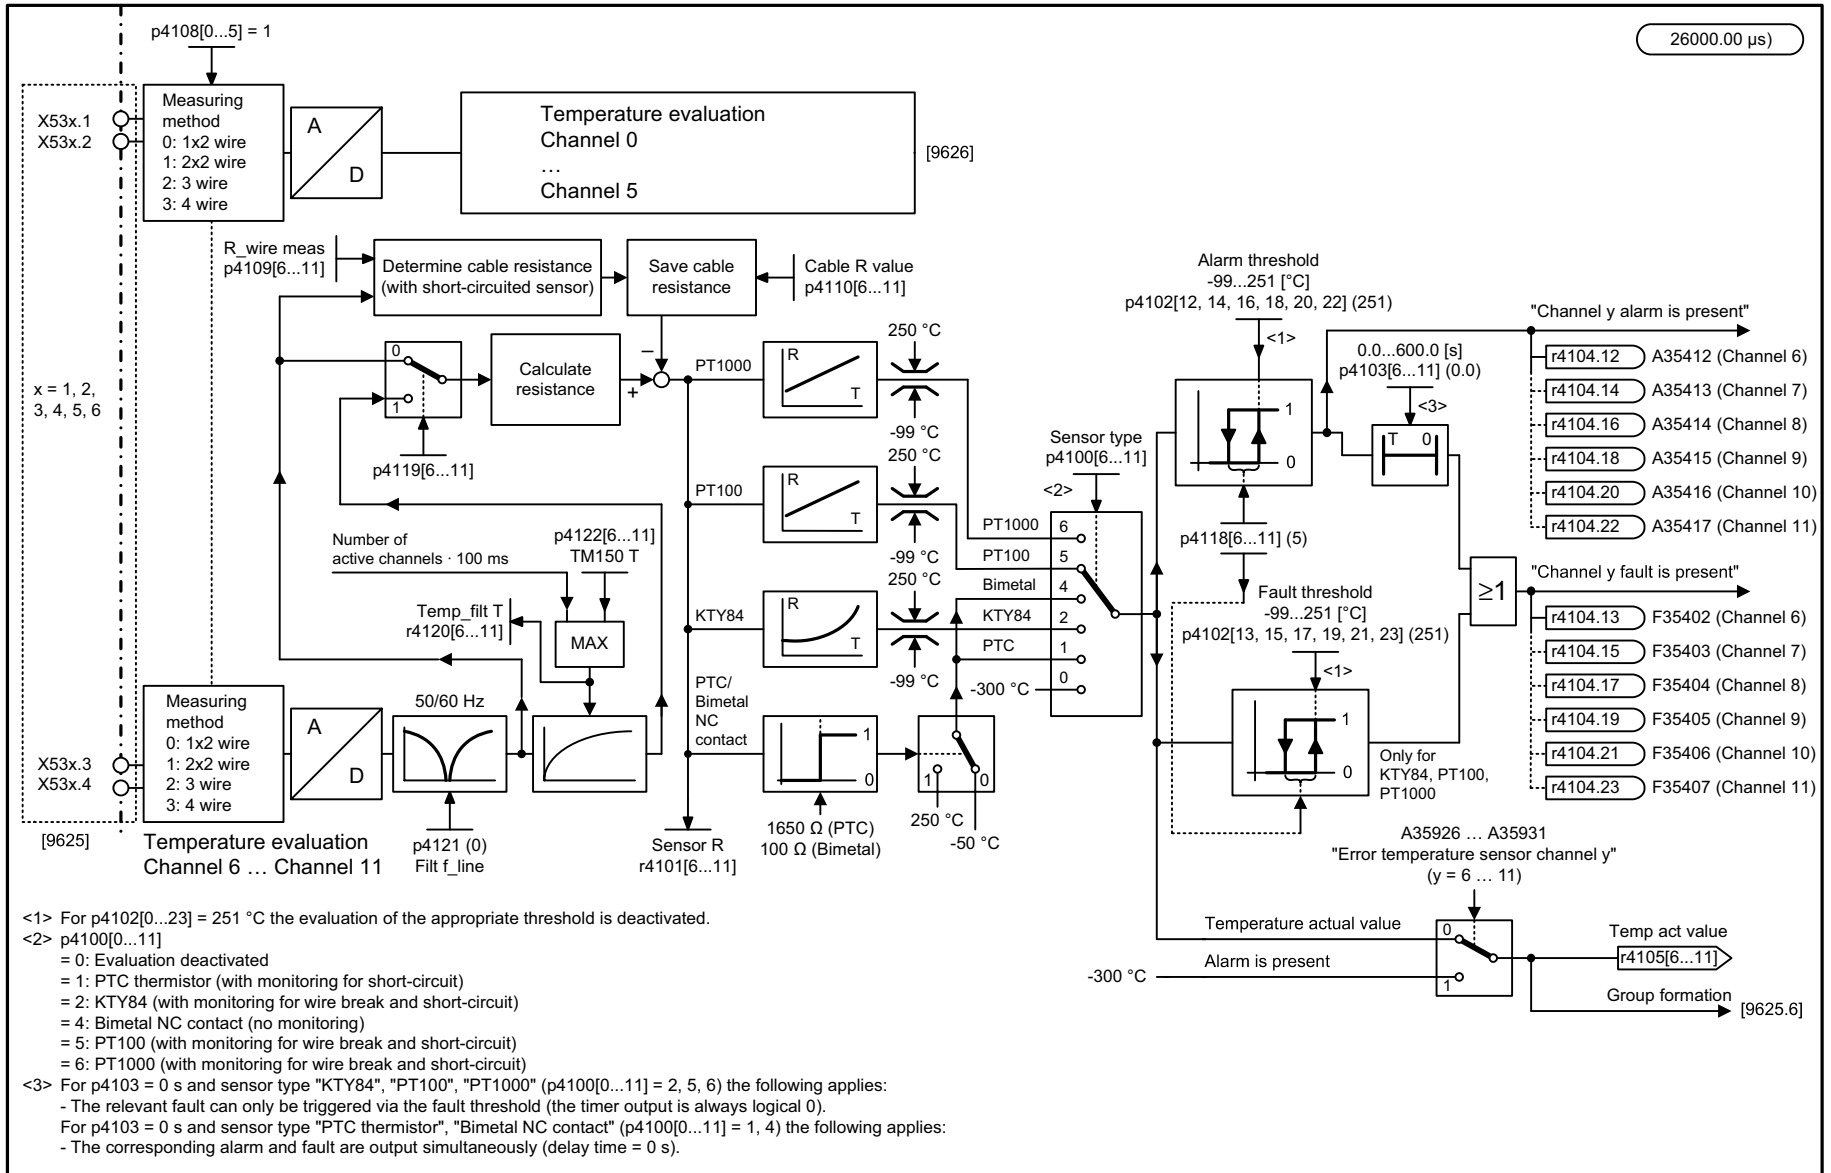 p4108[0...5] = 1
26000.00 µs)
X53x.1
X53x.2
Measuring
method
0: 1x2 wire
1: 2x2 wire
2: 3 wire
3: 4 wire
A
D
Temperature evaluation
Channel 0
...
Channel 5
[9626]
R_wire meas
p4109[6...11]
Determine cable resistance
(with short-circuited sensor)
Save cable
resistance
Cable R value
p4110[6...11]
0
1
p4119[6...11]
Calculate
resistance
–
+
x = 1, 2,
3, 4, 5, 6
PT1000
R
T
250 °C
-99 °C
PT100
R
T
250 °C
-99 °C
KTY84
R
T
250 °C
-99 °C
PTC/
Bimetal
NC
contact
1
0
1650 Ω (PTC)
100 Ω (Bimetal)
1
0
250 °C
-50 °C
Number of
active channels · 100 ms
p4122[6...11]
TM150 T
Temp_filt T
r4120[6...11]
MAX
50/60 Hz
p4121 (0)
Filt f_line
Sensor R
r4101[6...11]
Measuring
method
0: 1x2 wire
1: 2x2 wire
2: 3 wire
3: 4 wire
A
D
X53x.3
X53x.4
[9625]
Temperature evaluation
Channel 6 … Channel 11
Sensor type
p4100[6...11]
<2>
PT1000
6
PT100
5
Bimetal
4
KTY84
2
PTC
1
-300 °C
0
Alarm threshold
-99...251 [°C]
p4102[12, 14, 16, 18, 20, 22] (251)
<1>
1
0
0.0...600.0 [s]
p4103[6...11] (0.0)
<3>
T
0
p4118[6...11] (5)
Fault threshold
-99...251 [°C]
p4102[13, 15, 17, 19, 21, 23] (251)
<1>
1
0
Only for
KTY84, PT100,
PT1000
≥1
"Channel y alarm is present"
r4104.12 A35412 (Channel 6)
r4104.14 A35413 (Channel 7)
r4104.16 A35414 (Channel 8)
r4104.18 A35415 (Channel 9)
r4104.20 A35416 (Channel 10)
r4104.22 A35417 (Channel 11)
"Channel y fault is present"
r4104.13 F35402 (Channel 6)
r4104.15 F35403 (Channel 7)
r4104.17 F35404 (Channel 8)
r4104.19 F35405 (Channel 9)
r4104.21 F35406 (Channel 10)
r4104.23 F35407 (Channel 11)
A35926 … A35931
"Error temperature sensor channel y"
(y = 6 … 11)
Temperature actual value
0
-300 °C
Alarm is present
1
Temp act value
r4105[6...11]
Group formation
[9625.6]
<1> For p4102[0...23] = 251 °C the evaluation of the appropriate threshold is deactivated.
<2> p4100[0...11]
= 0: Evaluation deactivated
= 1: PTC thermistor (with monitoring for short-circuit)
= 2: KTY84 (with monitoring for wire break and short-circuit)
= 4: Bimetal NC contact (no monitoring)
= 5: PT100 (with monitoring for wire break and short-circuit)
= 6: PT1000 (with monitoring for wire break and short-circuit)
<3> For p4103 = 0 s and sensor type "KTY84", "PT100", "PT1000" (p4100[0...11] = 2, 5, 6) the following applies:
- The relevant fault can only be triggered via the fault threshold (the timer output is always logical 0).
For p4103 = 0 s and sensor type "PTC thermistor", "Bimetal NC contact" (p4100[0...11] = 1, 4) the following applies:
- The corresponding alarm and fault are output simultaneously (delay time = 0 s).